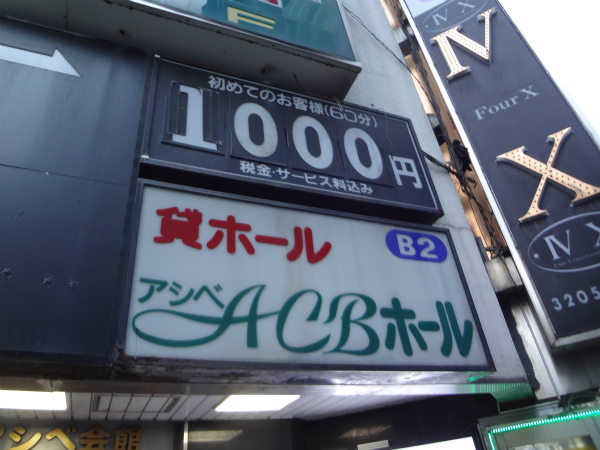 F
初めてのお客様(60分)
1000円
税金・サービス料込み
貸ホール
B2
アシベ ACBホール
アシベ会館
IV X
IV
Four X
X
IV X
3205